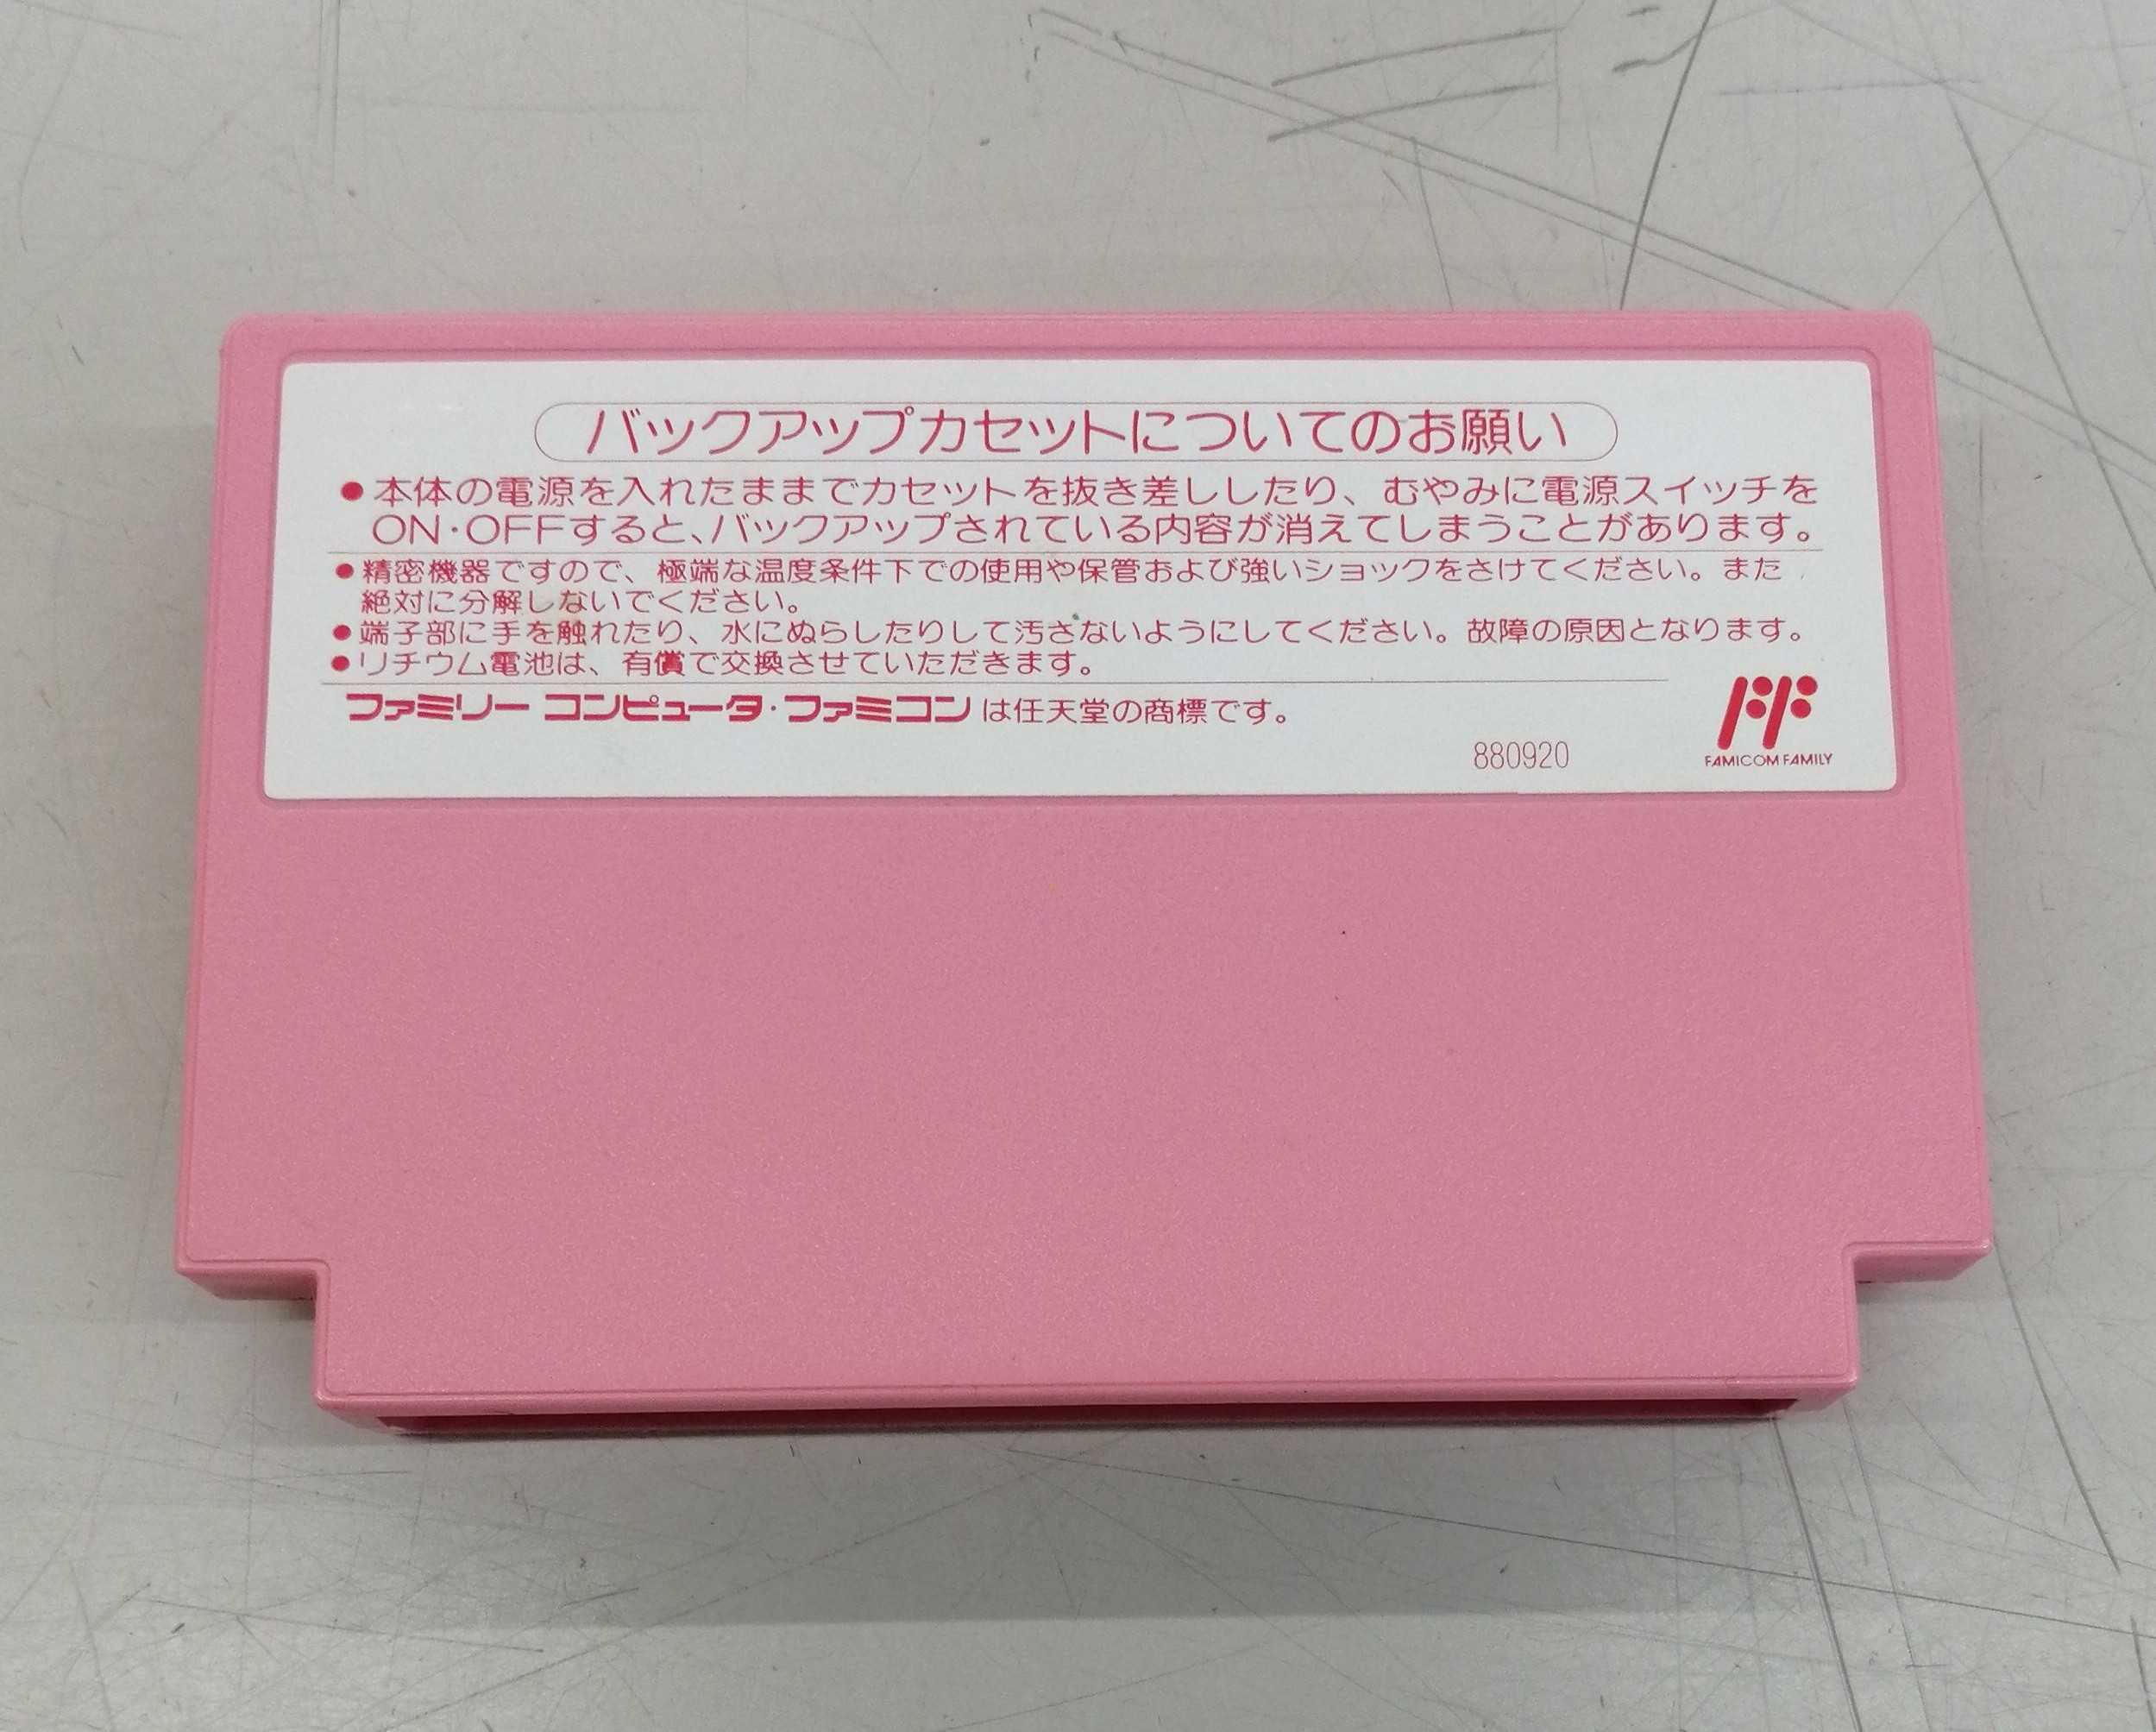 バックアップカセットについてのお願い
●本体の電源を入れたままでカセットを抜き差ししたり、むやみに電源スイッチを
ON・OFFすると、バックアップされている内容が消えてしまうことがあります。
●精密機器ですので、極端な温度条件下での使用や保管および強いショックをさけてください。また
絶対に分解しないでください。
●端子部に手を触れたり、水にぬらしたりして汚さないようにしてください。故障の原因となります。
●リチウム電池は、有償で交換させていただきます。
ファミリー コンピュータ・ファミコン は任天堂の商標です。
880920
FAMICOM FAMILY